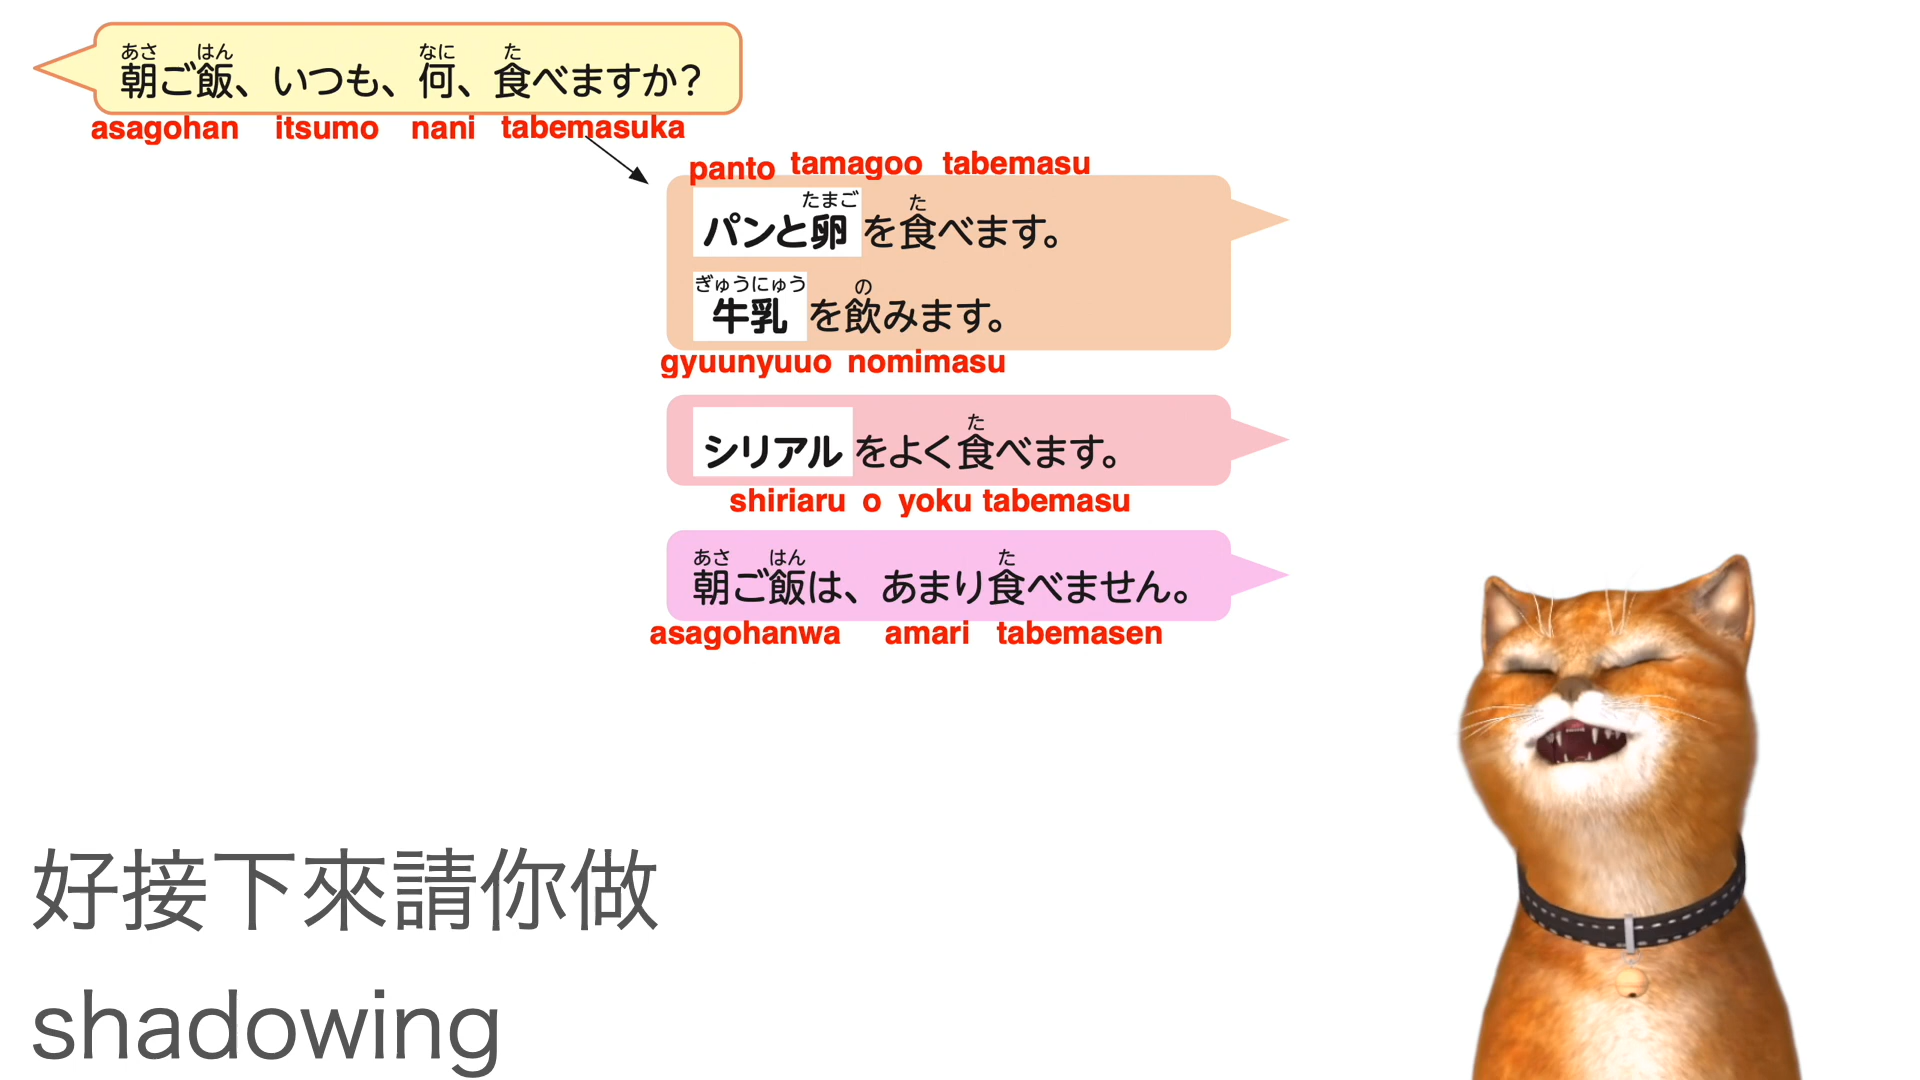 あさ はん なに た
朝ご飯、いつも、何、食べますか?
asagohan itsumo nani tabemasuka
panto tamagoo tabemasu
たまご た
パンと卵を食べます。
ぎゅうにゅう の
牛乳を飲みます。
gyuunyuuo nomimasu
た
シリアルをよく食べます。
shiriaru o yoku tabemasu
あさ はん た
朝ご飯は、あまり食べません。
asagohanwa amari tabemasen
好接下來請你做
shadowing